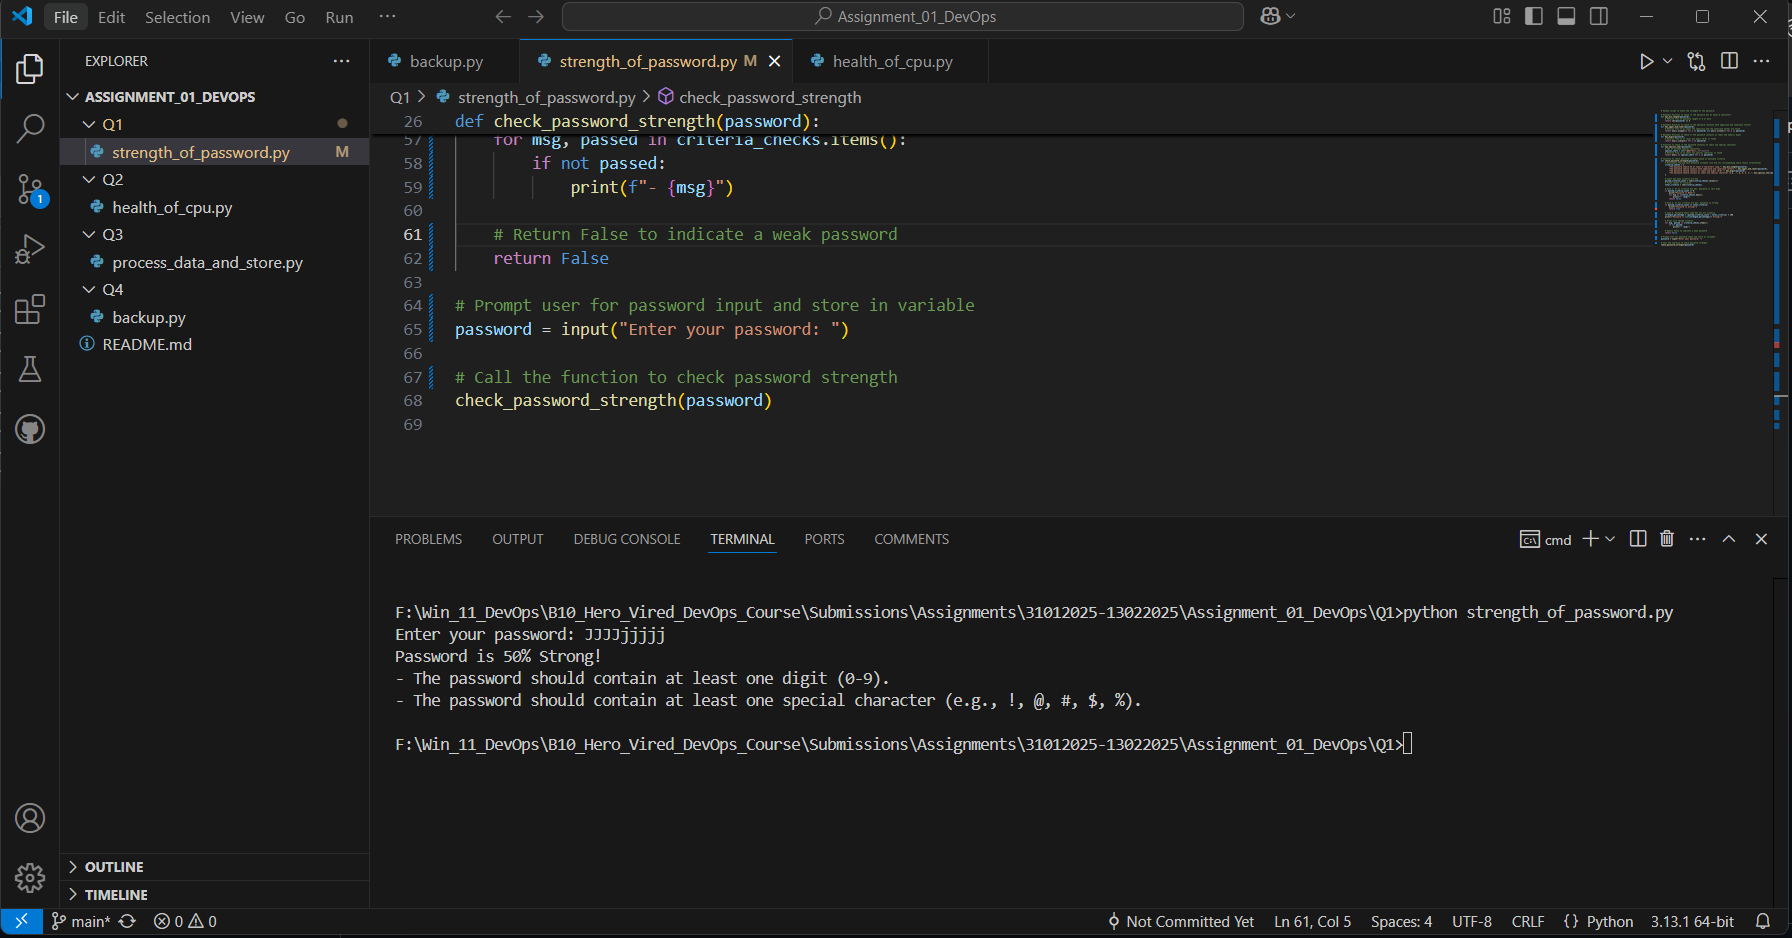 File Edit Selection View Go Run ··· Assignment_01_DevOps
EXPLORER ···
ASSIGNMENT_01_DEVOPS
Q1
strength_of_password.py M
Q2
health_of_cpu.py
Q3
process_data_and_store.py
Q4
backup.py
README.md
OUTLINE
TIMELINE
1
backup.py strength_of_password.py M health_of_cpu.py
Q1 > strength_of_password.py > check_password_strength
26 def check_password_strength(password):
57 for msg, passed in criteria_checks.items():
58 if not passed:
59 print(f"- {msg}")
60
61 # Return False to indicate a weak password
62 return False
63
64 # Prompt user for password input and store in variable
65 password = input("Enter your password: ")
66
67 # Call the function to check password strength
68 check_password_strength(password)
69
PROBLEMS OUTPUT DEBUG CONSOLE TERMINAL PORTS COMMENTS cmd
F:\Win_11_DevOps\B10_Hero_Vired_DevOps_Course\Submissions\Assignments\31012025-13022025\Assignment_01_DevOps\Q1>python strength_of_password.py
Enter your password: JJJJjjjjj
Password is 50% Strong!
- The password should contain at least one digit (0-9).
- The password should contain at least one special character (e.g., !, @, #, $, %).
F:\Win_11_DevOps\B10_Hero_Vired_DevOps_Course\Submissions\Assignments\31012025-13022025\Assignment_01_DevOps\Q1>
main* 0 0 Not Committed Yet Ln 61, Col 5 Spaces: 4 UTF-8 CRLF {} Python 3.13.1 64-bit